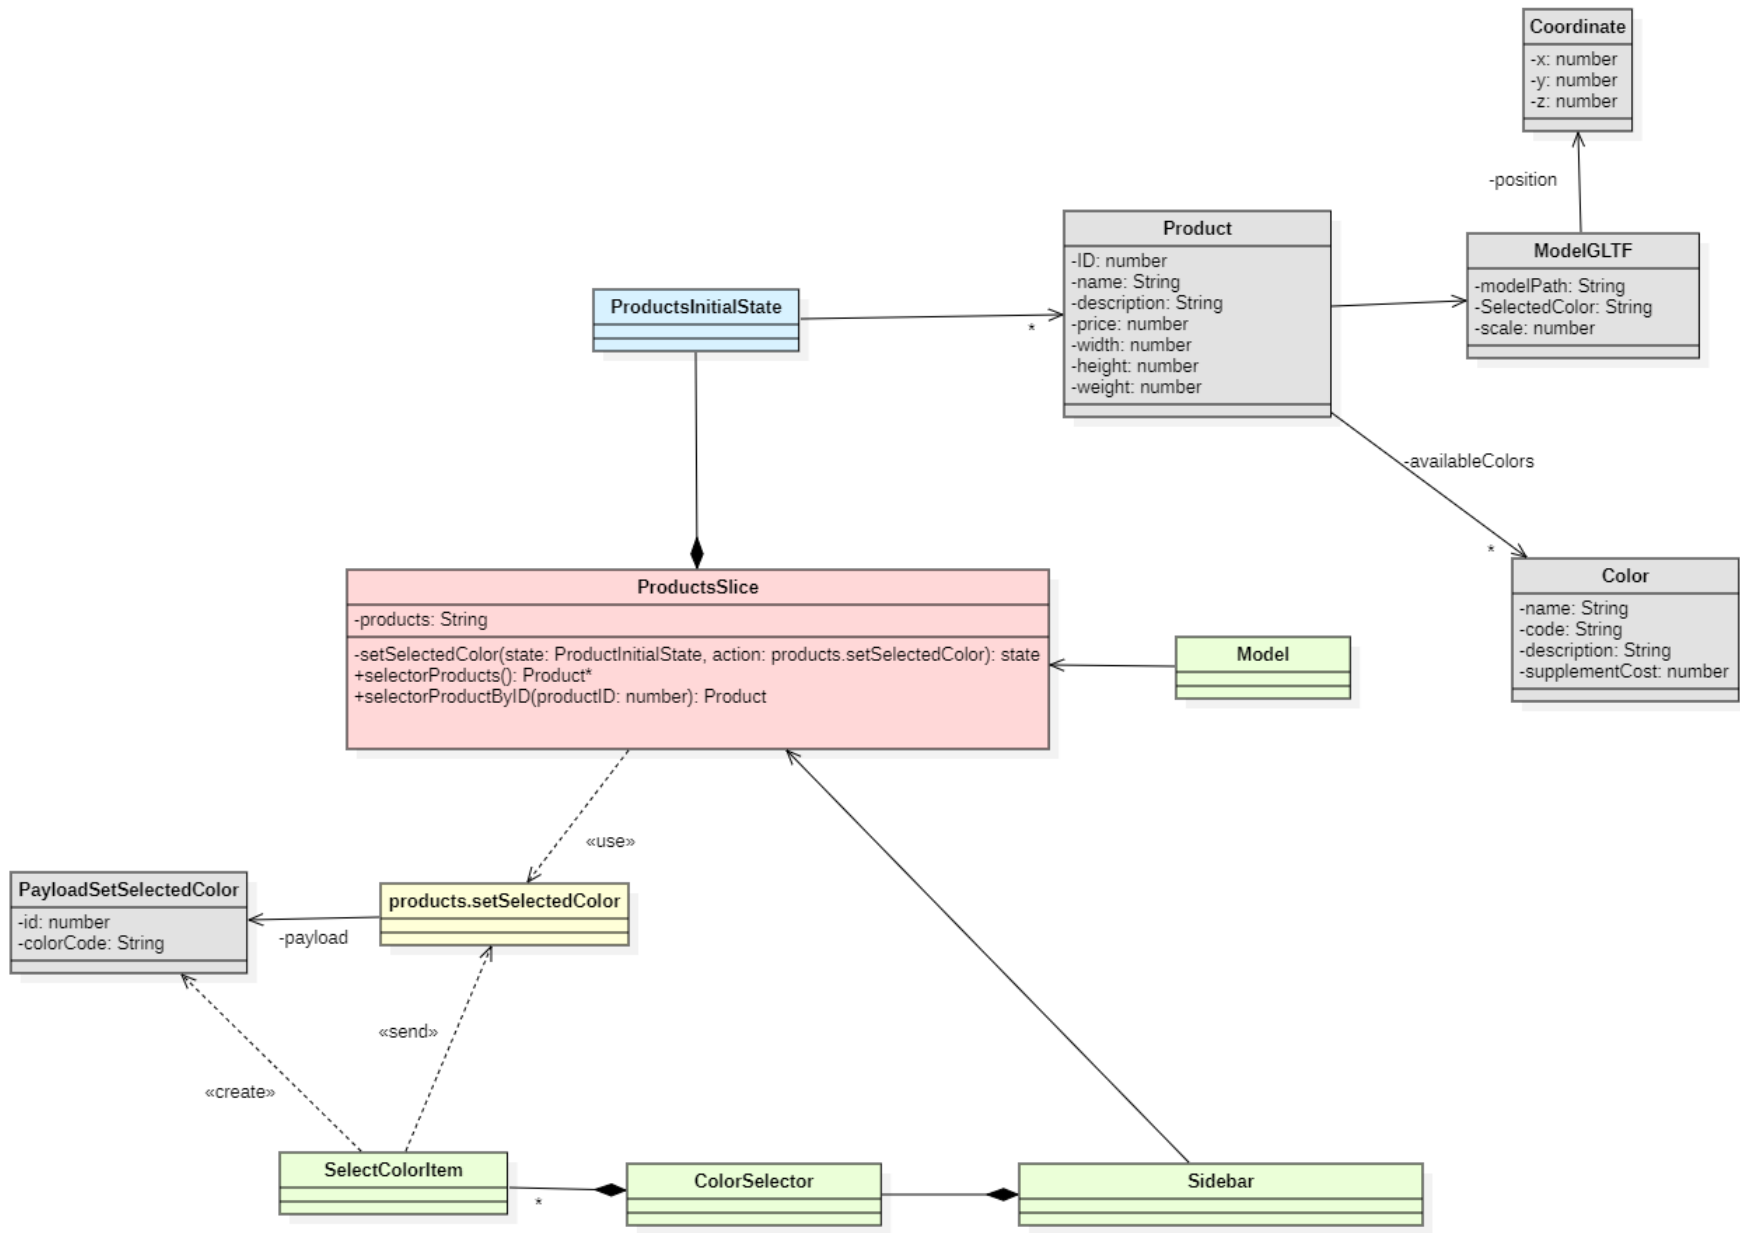 Coordinate
-x: number
-y: number
-z: number
-position
Product
-ID: number
-name: String
-description: String
-price: number
-width: number
-height: number
-weight: number
ModelGLTF
-modelPath: String
-SelectedColor: String
-scale: number
ProductsInitialState
*
-availableColors
*
Color
-name: String
-code: String
-description: String
-supplementCost: number
ProductsSlice
-products: String
-setSelectedColor(state: ProductInitialState, action: products.setSelectedColor): state
+selectorProducts(): Product*
+selectorProductByID(productID: number): Product
Model
«use»
PayloadSetSelectedColor
-id: number
-colorCode: String
products.setSelectedColor
-payload
«send»
«create»
SelectColorItem
*
ColorSelector
Sidebar